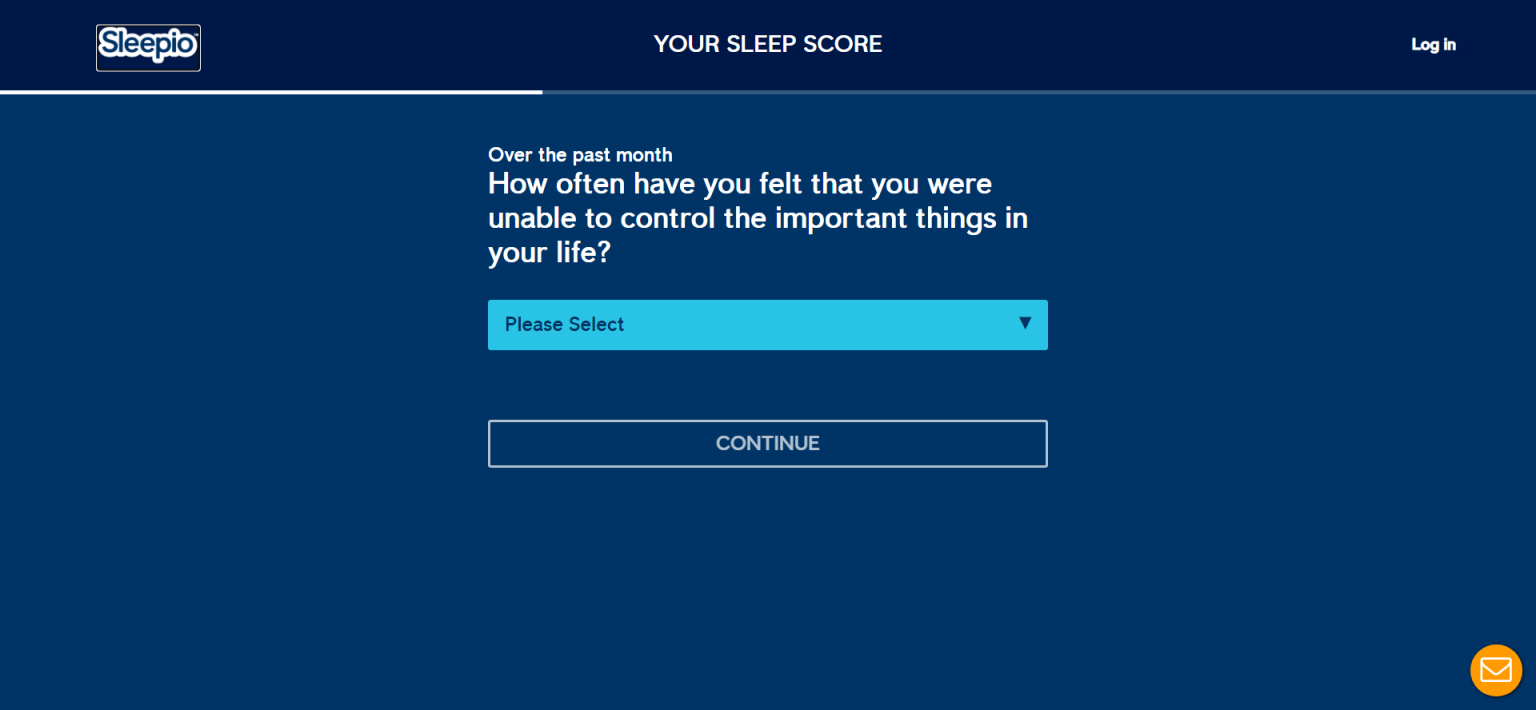 Sleepio™
YOUR SLEEP SCORE
Log in
Over the past month
How often have you felt that you were
unable to control the important things in
your life?
Please Select
CONTINUE